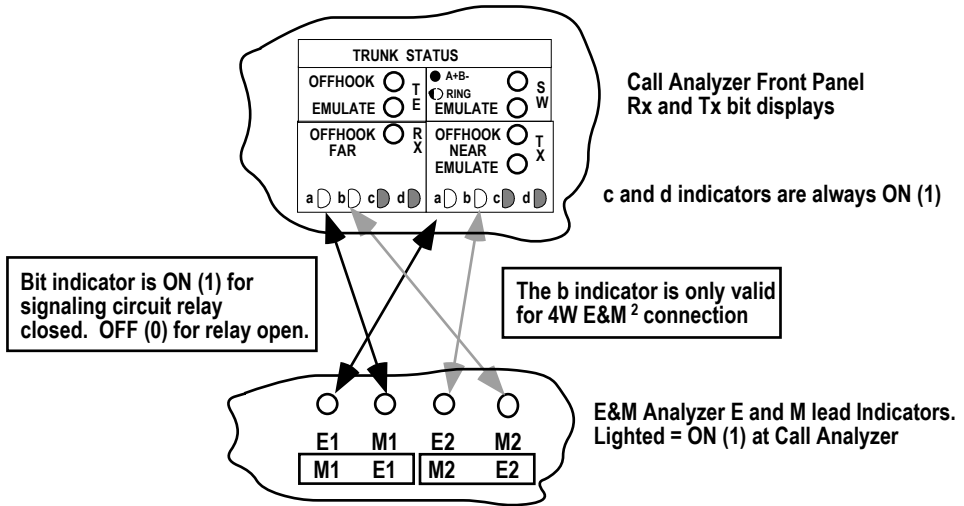 TRUNK STATUS
OFFHOOK
EMULATE
T
E
A+B-
RING
EMULATE
S
W
OFFHOOK
FAR
R
X
OFFHOOK
NEAR
EMULATE
T
X
a b c d
a b c d
Call Analyzer Front Panel
Rx and Tx bit displays
c and d indicators are always ON (1)
Bit indicator is ON (1) for
signaling circuit relay
closed. OFF (0) for relay open.
The b indicator is only valid
for 4W E&M ² connection
E1 M1 E2 M2
M1 E1 M2 E2
E&M Analyzer E and M lead Indicators.
Lighted = ON (1) at Call Analyzer